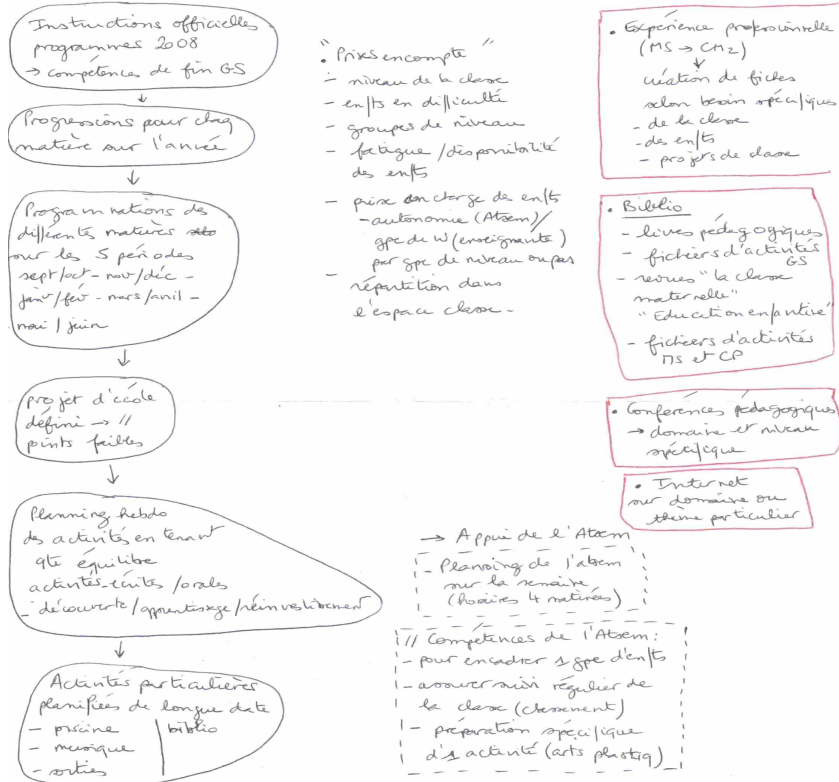 Instructions officielles
programmes 2008
→ compétences de fin GS
↓
Progressions pour chaq
matière sur l'année
↓
Programmations des
différentes matières
sur les 5 périodes
sept/oct - nov/déc -
janv/fév - mars/avril -
mai / juin
↓
projet d'école
défini → //
points faibles
↓
Planning hebdo
des activités en tenant
qte équilibe
activités-écrites /orales
- découverte/apprentissage/réinvestissement
↓
Activités particulières
planifiées de longue date
- piscine | biblio
- musique
- sorties
" Prises en compte "
- niveau de la classe
- enfts en difficulté
- groupes de niveau
- fatigue /disponibilité
des enfts
- prise en charge des enfts
- autonomie (Atsem)/
gpe de W (enseignante)
par gpe de niveau ou pas
- répartition dans
l'espace classe -
→ Appui de l'Atsem
- Planning de l'atsem
sur la semaine
(horaires 4 matinées)
// Compétences de l'Atsem :
- pour encadrer 1 gpe d'enfts
- assurer suivi régulier de
la classe (classement)
- préparation spécifique
d'1 activité (arts plastiq)
• Expérience professionnelle
(MS → CM2)
↓
création de fiches
selon besoin spécifiques
- de la classe
- des enfts
- projets de classe
• Biblio
- livres pédagogiques
- fichiers d'activités
GS
- revues "la classe
maternelle"
"Education enfantine"
- fichiers d'activités
MS et CP
• Conférences pédagogiques
→ domaine et niveau
spécifique
• Internet
sur domaine ou
thème particulier